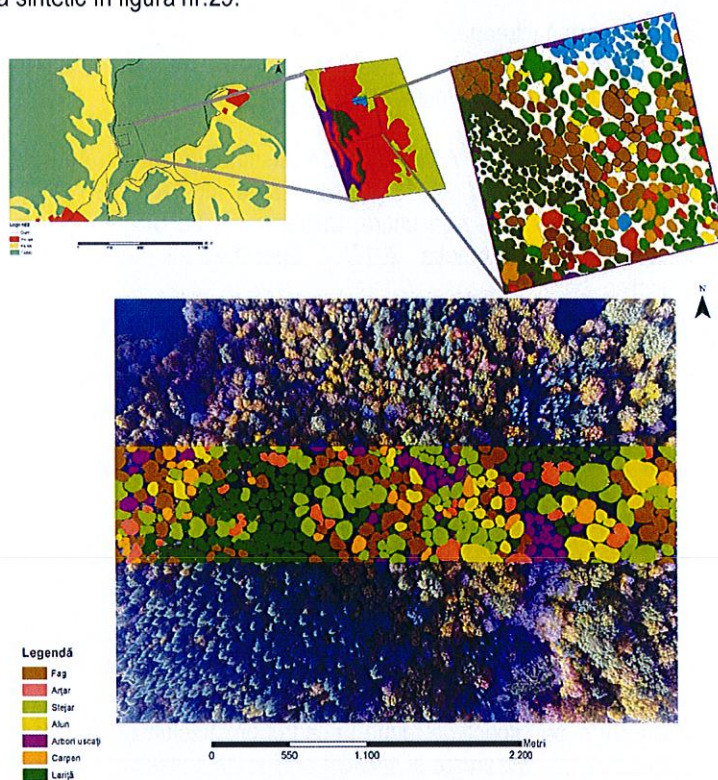 a sintetic în figura nr.29.
Legendă
N
Legendă
Fag
Arțar
Stejar
Alun
Arbori uscați
Carpen
Lariță
Metri
0 550 1.100 2.200